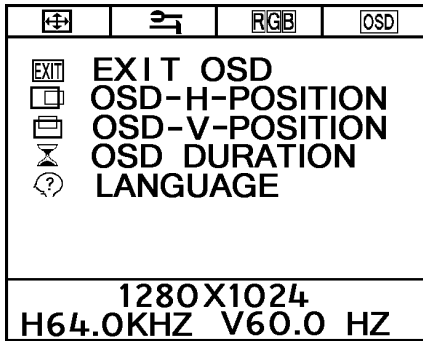 RGB OSD
EXIT EXIT OSD
OSD-H-POSITION
OSD-V-POSITION
OSD DURATION
? LANGUAGE
1280X1024
H64.0KHZ V60.0 HZ